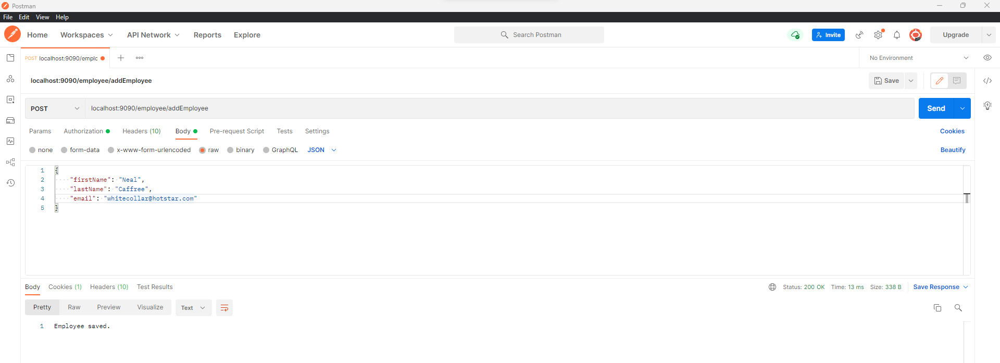 Postman
File Edit View Help
Home Workspaces API Network Reports Explore Search Postman Invite Upgrade
POST localhost:9090/emplc No Environment
localhost:9090/employee/addEmployee Save
POST localhost:9090/employee/addEmployee Send
Params Authorization Headers (10) Body Pre-request Script Tests Settings Cookies
none form-data x-www-form-urlencoded raw binary GraphQL JSON Beautify
1 {
2 "firstName": "Neal",
3 "lastName": "Caffree",
4 "email": "whitecollar@hotstar.com"
5 }
Body Cookies (1) Headers (10) Test Results Status: 200 OK Time: 13 ms Size: 338 B Save Response
Pretty Raw Preview Visualize Text
1 Employee saved.